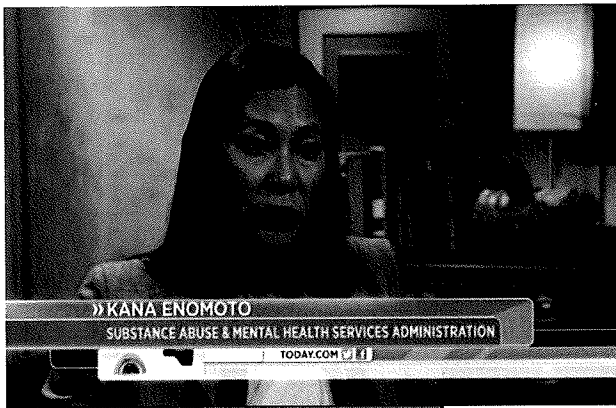 »KANA ENOMOTO
SUBSTANCE ABUSE & MENTAL HEALTH SERVICES ADMINISTRATION
TODAY.COM